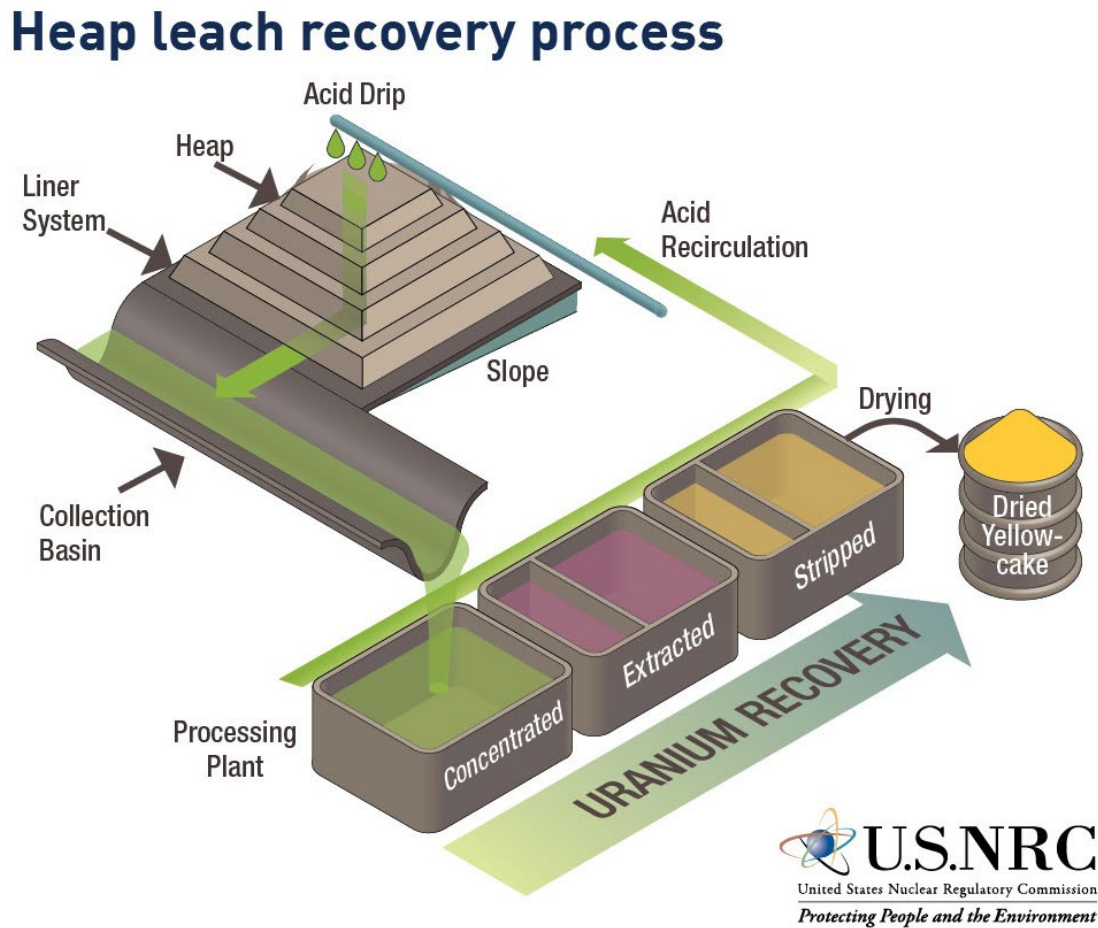 Heap leach recovery process
Acid Drip
Heap
Liner
System
Acid
Recirculation
Slope
Drying
Collection
Basin
Dried
Yellow-
cake
Stripped
Extracted
Concentrated
Processing
Plant
URANIUM RECOVERY
U.S.NRC
United States Nuclear Regulatory Commission
Protecting People and the Environment